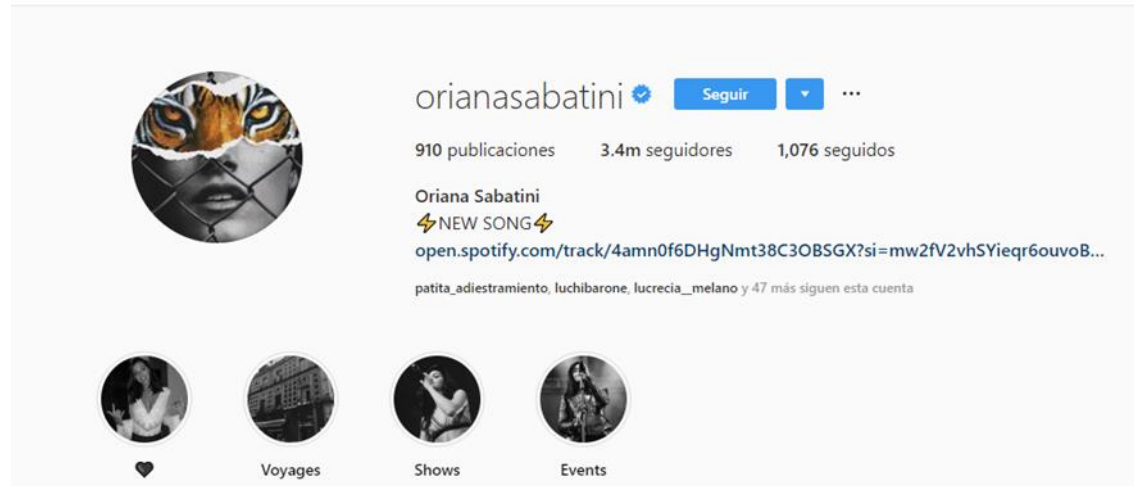 orianasabatini Seguir ...
910 publicaciones 3.4m seguidores 1,076 seguidos
Oriana Sabatini
⚡NEW SONG⚡
open.spotify.com/track/4amn0f6DHgNmt38C3OBSGX?si=mw2fV2vhSYieqr6ouvoB...
patita_adiestramiento, luchibarone, lucrecia__melano y 47 más siguen esta cuenta
🖤 Voyages Shows Events